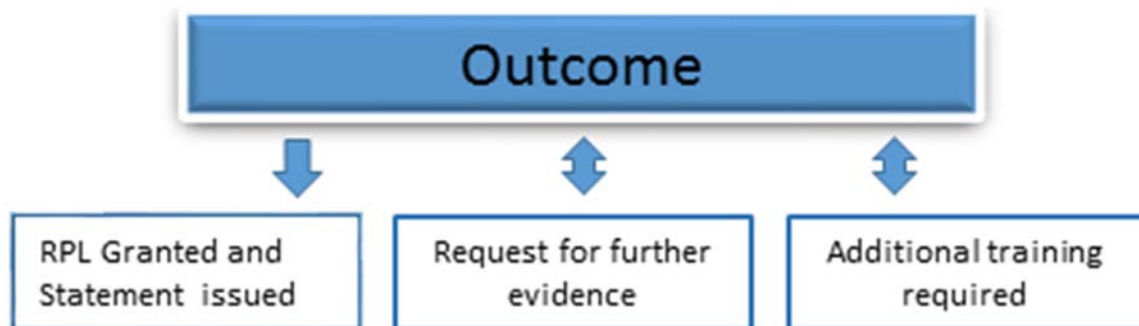 Outcome
RPL Granted and
Statement issued
Request for further
evidence
Additional training
required